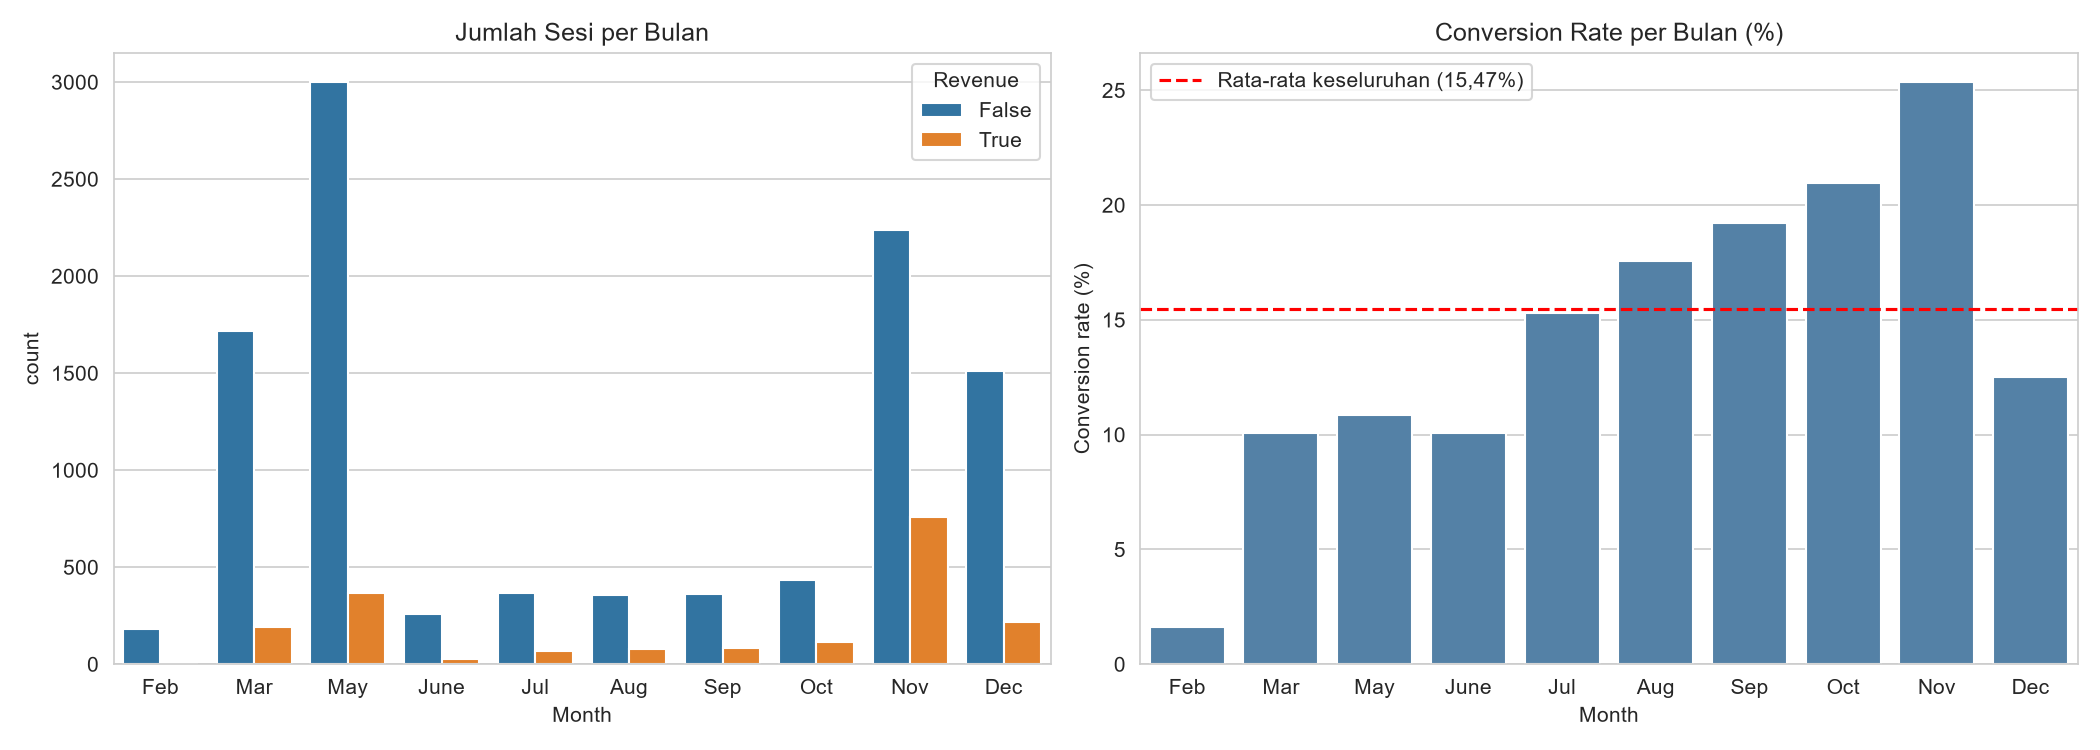 Jumlah Sesi per Bulan
3000
2500
2000
1500
1000
500
0
count
Revenue
False
True
Feb Mar May June Jul Aug Sep Oct Nov Dec
Month
Conversion Rate per Bulan (%)
Rata-rata keseluruhan (15,47%)
25
20
15
10
5
0
Conversion rate (%)
Feb Mar May June Jul Aug Sep Oct Nov Dec
Month